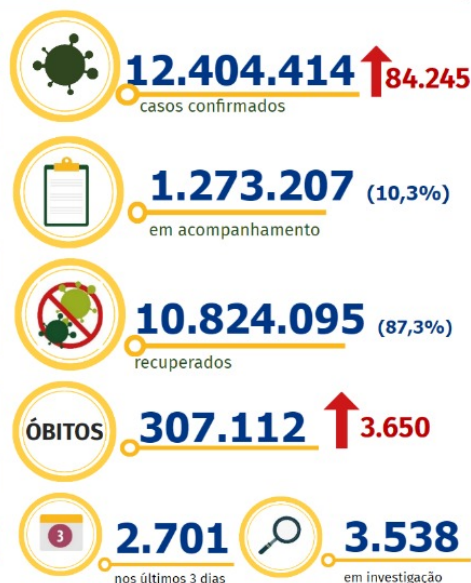 12.404.414 84.245
casos confirmados
1.273.207 (10,3%)
em acompanhamento
10.824.095 (87,3%)
recuperados
ÓBITOS 307.112 3.650
3 2.701 3.538
nos últimos 3 dias em investigação